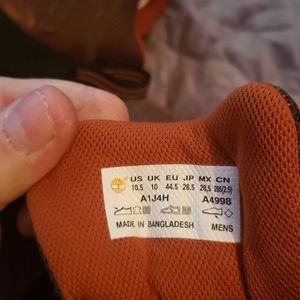 US UK EU JP MX CN
10.5 10 44.5 28.5 28.5 285(2.5)
A1J4H A4998
MADE IN BANGLADESH MENS